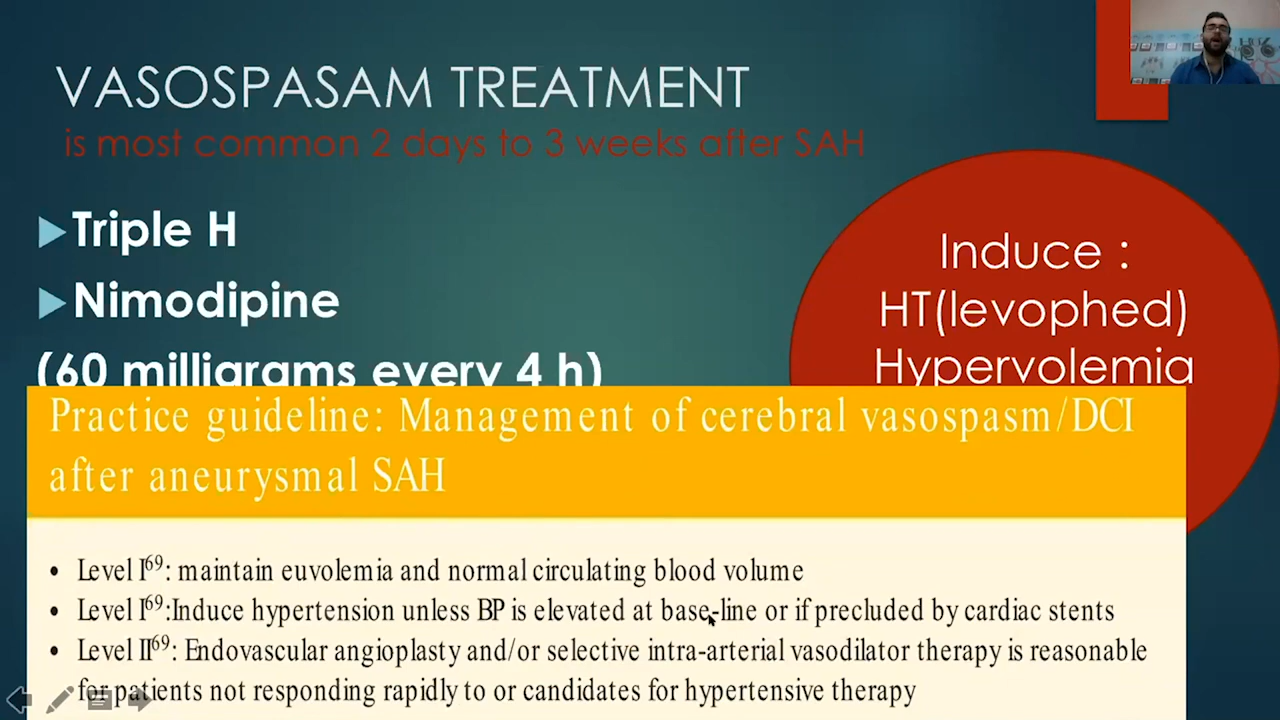 VASOSPASAM TREATMENT
is most common 2 days to 3 weeks after SAH
Triple H
Nimodipine
(60 milligrams every 4 h)
Induce :
HT(levophed)
Hypervolemia
Practice guideline: Management of cerebral vasospasm/DCI
after aneurysmal SAH
• Level I69: maintain euvolemia and normal circulating blood volume
• Level I69:Induce hypertension unless BP is elevated at base-line or if precluded by cardiac stents
• Level II69: Endovascular angioplasty and/or selective intra-arterial vasodilator therapy is reasonable
for patients not responding rapidly to or candidates for hypertensive therapy